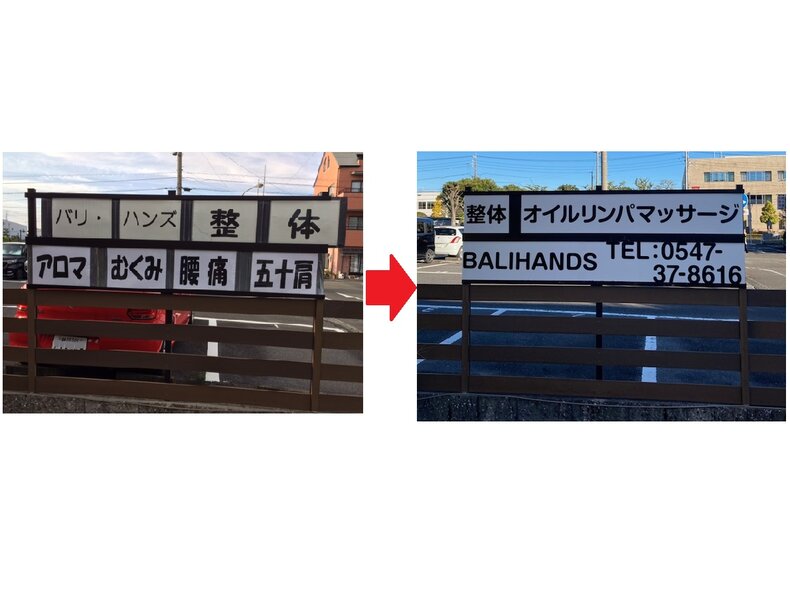 バリ・ハンズ 整体
アロマ むくみ 腰痛 五十肩
整体 オイルリンパマッサージ
BALIHANDS TEL:0547-
37-8616